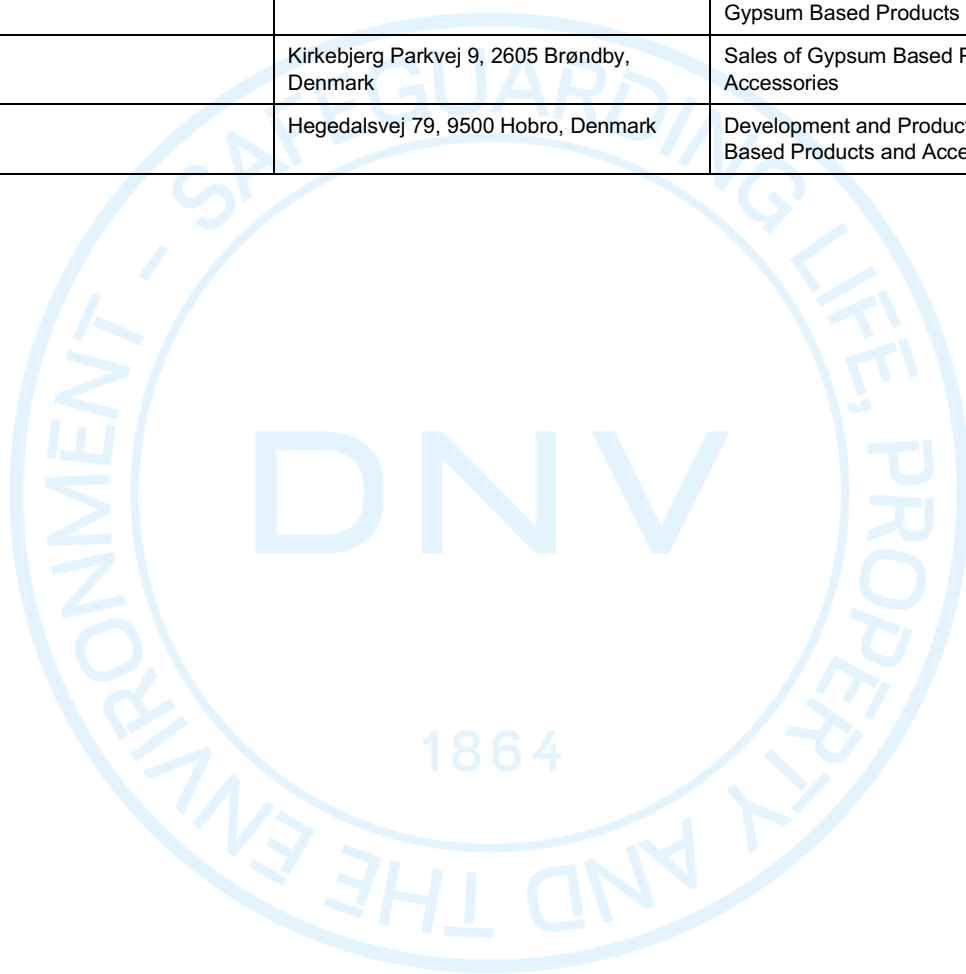 Gypsum Based Products
Kirkebjerg Parkvej 9, 2605 Brøndby,
Denmark
Sales of Gypsum Based
Accessories
Hegedalsvej 79, 9500 Hobro, Denmark
Development and
Based Products and
SAFEGUARDING LIFE, PROPERTY AND THE ENVIRONMENT -
DNV
1864